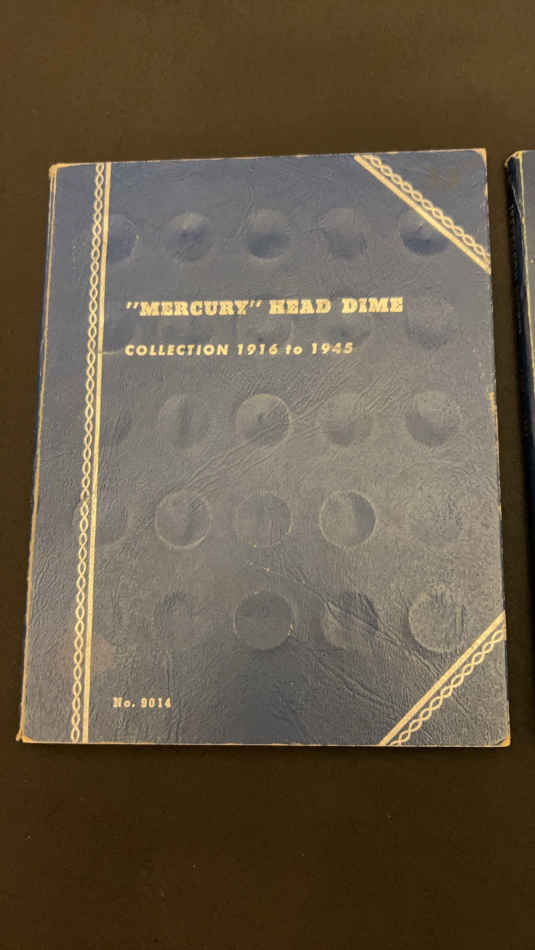 "MERCURY" HEAD DIME
COLLECTION 1916 to 1945
No. 9014